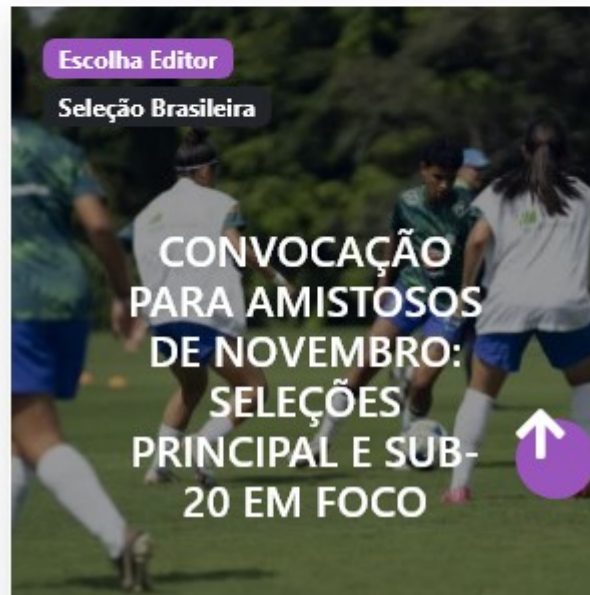 Escolha Editor
Seleção Brasileira
CONVOCAÇÃO
PARA AMISTOSOS
DE NOVEMBRO:
SELEÇÕES
PRINCIPAL E SUB-
20 EM FOCO